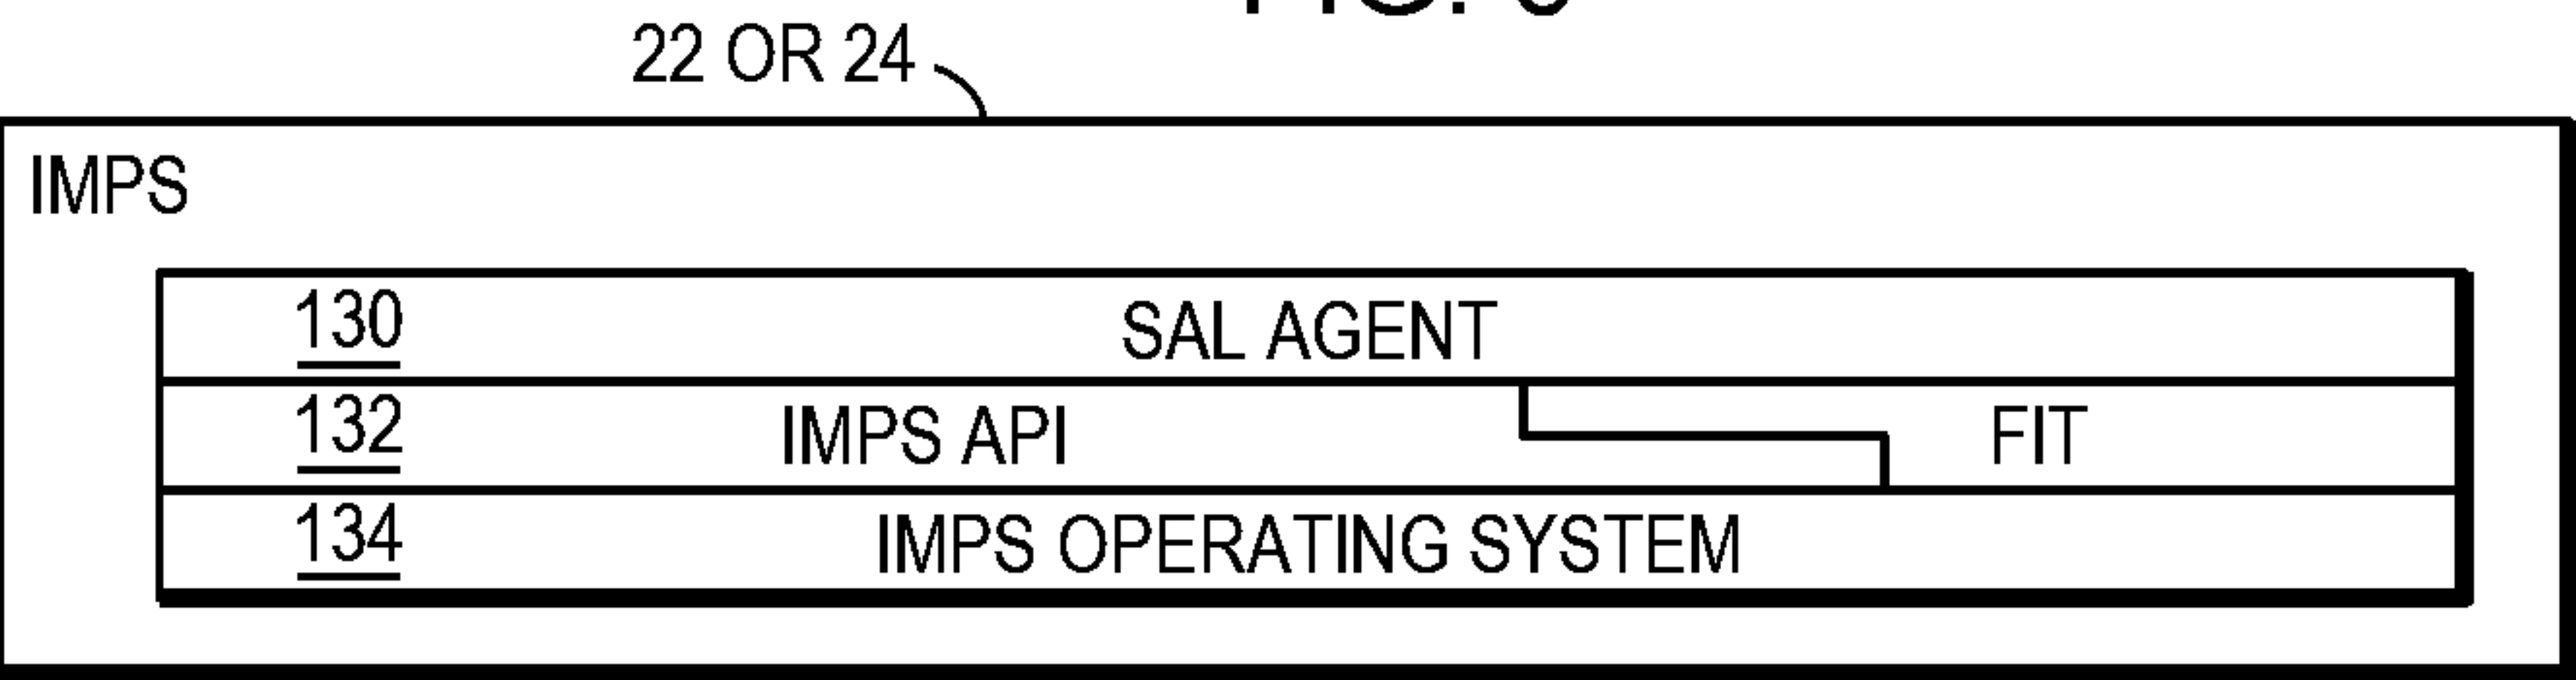 22 OR 24
IMPS
130 SAL AGENT
132 IMPS API FIT
134 IMPS OPERATING SYSTEM